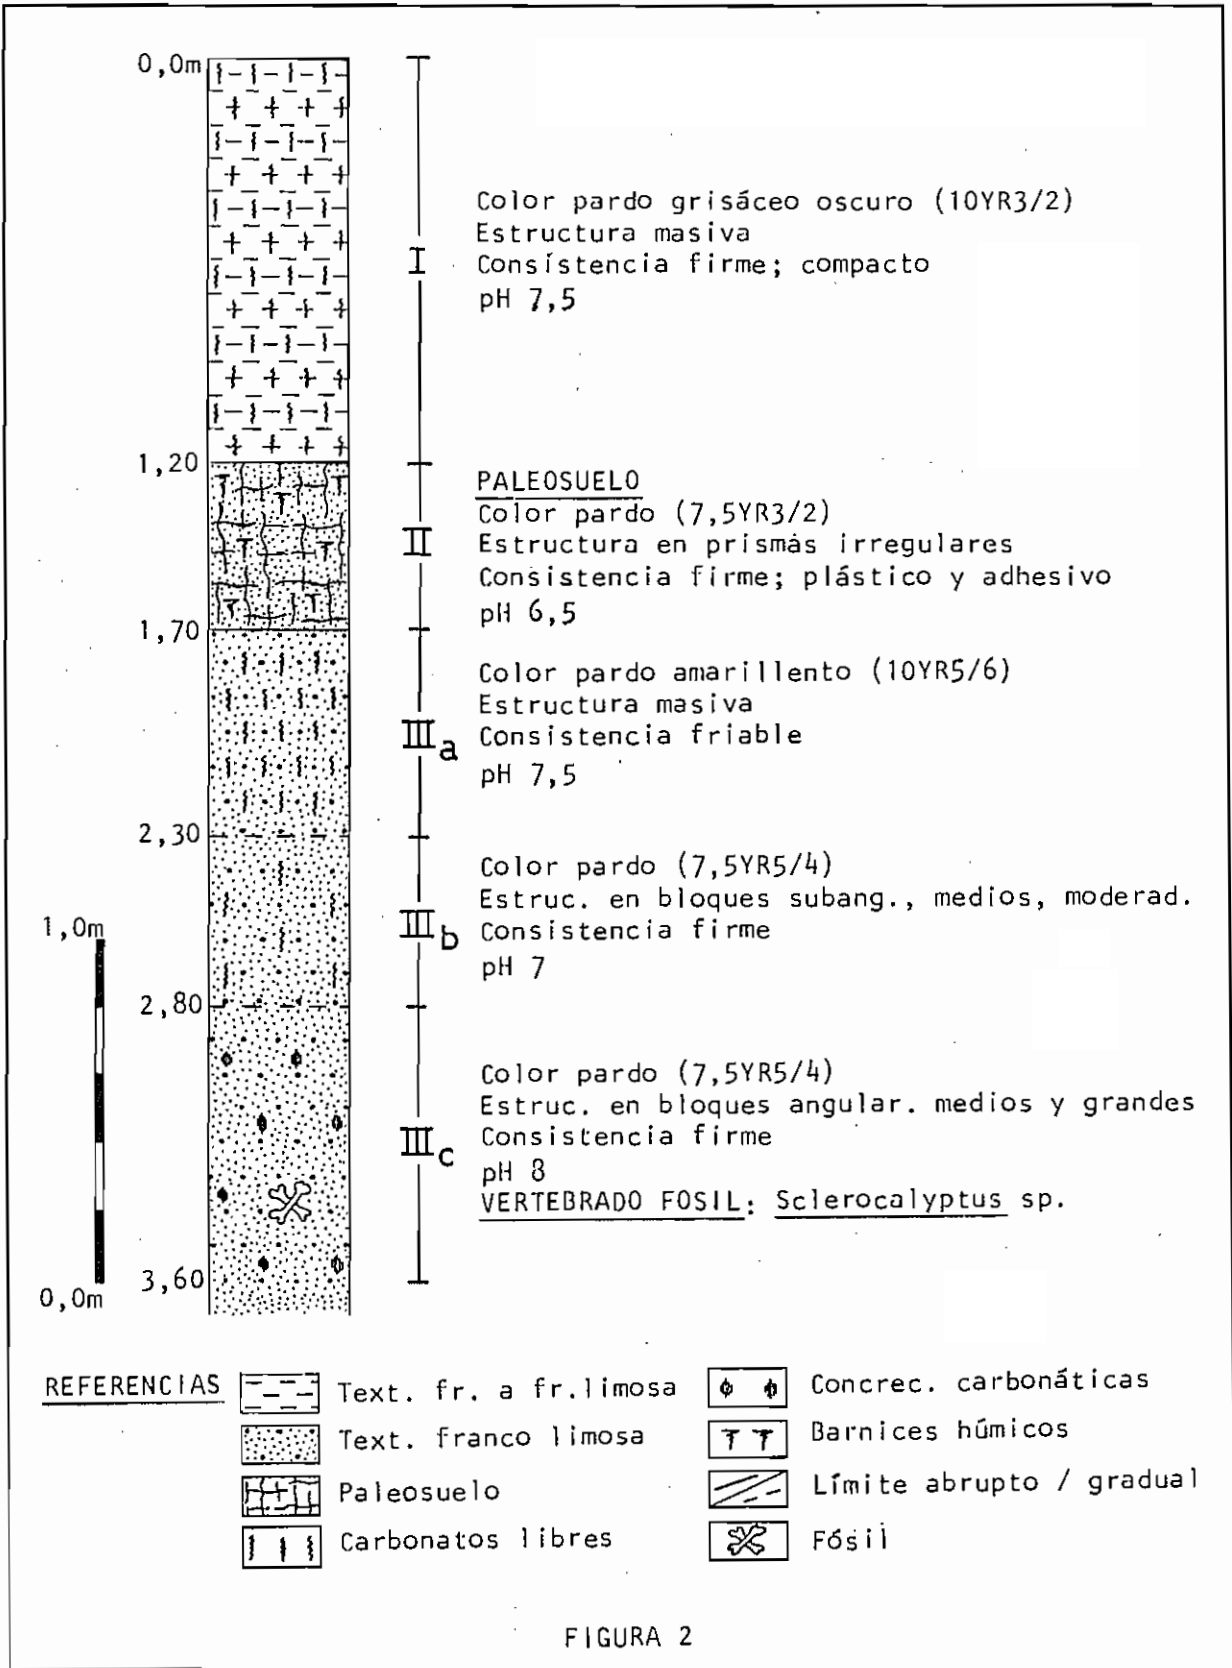 0,0m
Color pardo grisáceo oscuro (10YR3/2)
Estructura masiva
I
Consístencia firme; compacto
pH 7,5
1,20
PALEOSUELO
Color pardo (7,5YR3/2)
II
Estructura en prismás irregulares
Consistencia firme; plástico y adhesivo
pH 6,5
1,70
Color pardo amarillento (10YR5/6)
Estructura masiva
IIIa
Consistencia friable
pH 7,5
2,30
Color pardo (7,5YR5/4)
Estruc. en bloques subang., medios, moderad.
IIIb
Consistencia firme
pH 7
1,0m
2,80
Color pardo (7,5YR5/4)
Estruc. en bloques angular. medios y grandes
IIIc
Consistencia firme
pH 8
VERTEBRADO FOSIL: Sclerocalyptus sp.
3,60
0,0m
REFERENCIAS
Text. fr. a fr.limosa
Text. franco limosa
Paleosuelo
Carbonatos libres
Concrec. carbonáticas
Barnices húmicos
Límite abrupto / gradual
Fósil
FIGURA 2